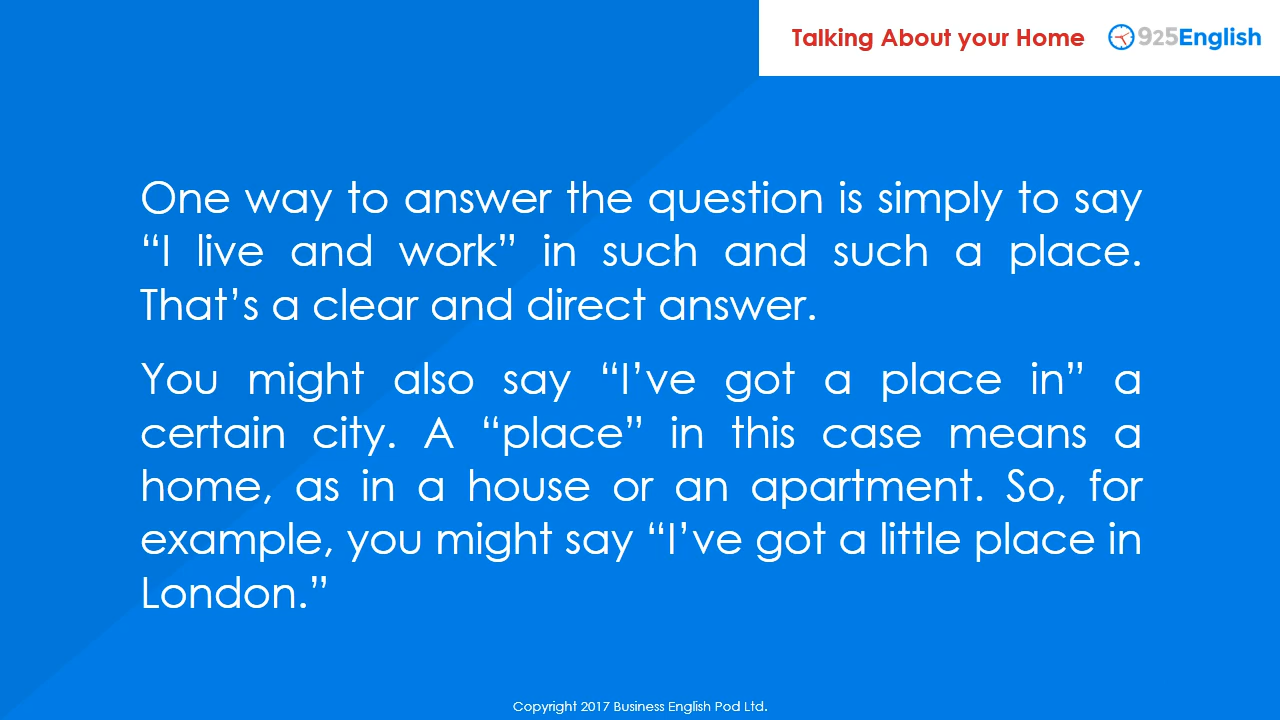 Talking About your Home 925English
One way to answer the question is simply to say
“I live and work” in such and such a place.
That’s a clear and direct answer.
You might also say “I’ve got a place in” a
certain city. A “place” in this case means a
home, as in a house or an apartment. So, for
example, you might say “I’ve got a little place in
London.”
Copyright 2017 Business English Pod Ltd.